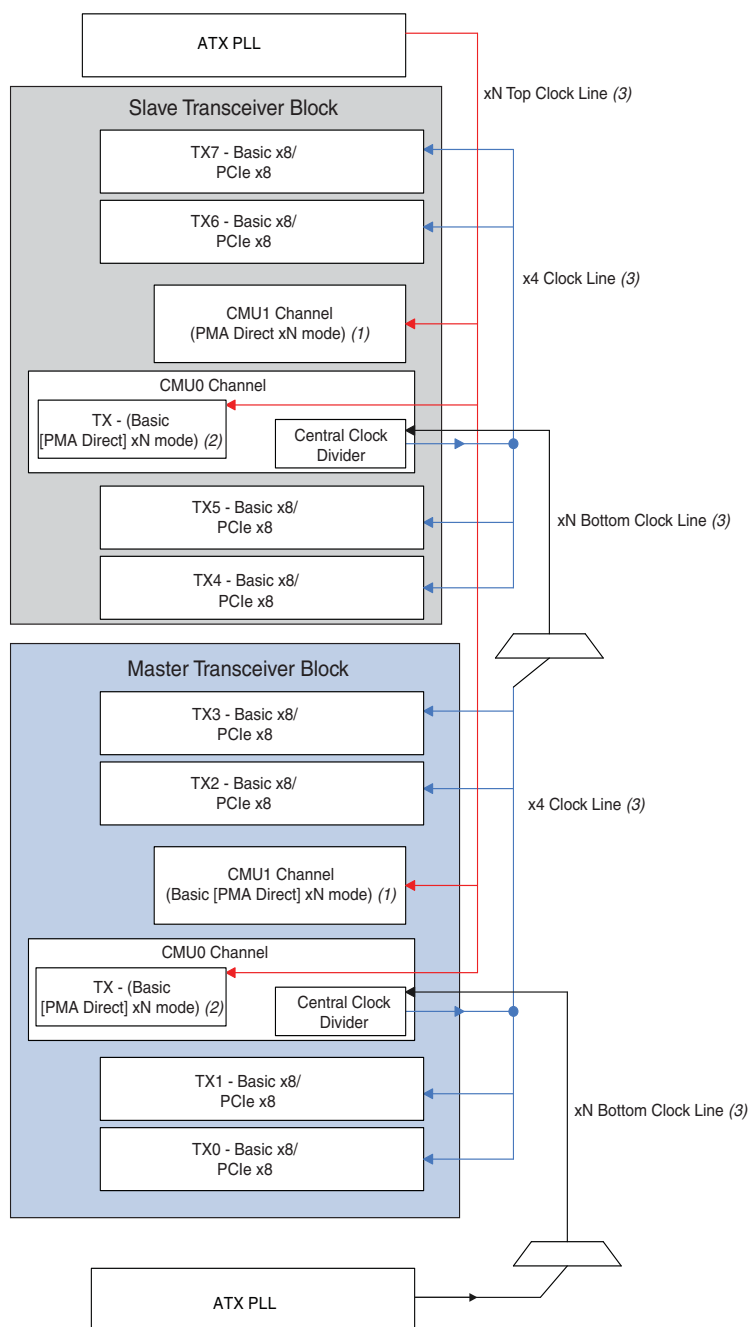 ATX PLL
xN Top Clock Line (3)
Slave Transceiver Block
TX7 - Basic x8/
PCIe x8
TX6 - Basic x8/
PCIe x8
x4 Clock Line (3)
CMU1 Channel
(PMA Direct xN mode) (1)
CMU0 Channel
TX - (Basic
[PMA Direct] xN mode) (2)
Central Clock
Divider
TX5 - Basic x8/
PCIe x8
xN Bottom Clock Line (3)
TX4 - Basic x8/
PCIe x8
Master Transceiver Block
TX3 - Basic x8/
PCIe x8
TX2 - Basic x8/
PCIe x8
x4 Clock Line (3)
CMU1 Channel
(Basic [PMA Direct] xN mode) (1)
CMU0 Channel
TX - (Basic
[PMA Direct] xN mode) (2)
Central Clock
Divider
TX1 - Basic x8/
PCIe x8
xN Bottom Clock Line (3)
TX0 - Basic x8/
PCIe x8
ATX PLL